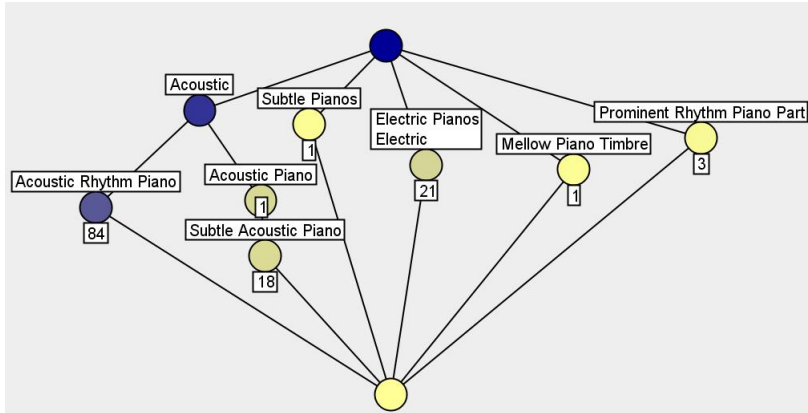 Acoustic
Subtle Pianos
1
Electric Pianos
Electric
21
Prominent Rhythm Piano Part
3
Mellow Piano Timbre
1
Acoustic Rhythm Piano
84
Acoustic Piano
1
Subtle Acoustic Piano
18